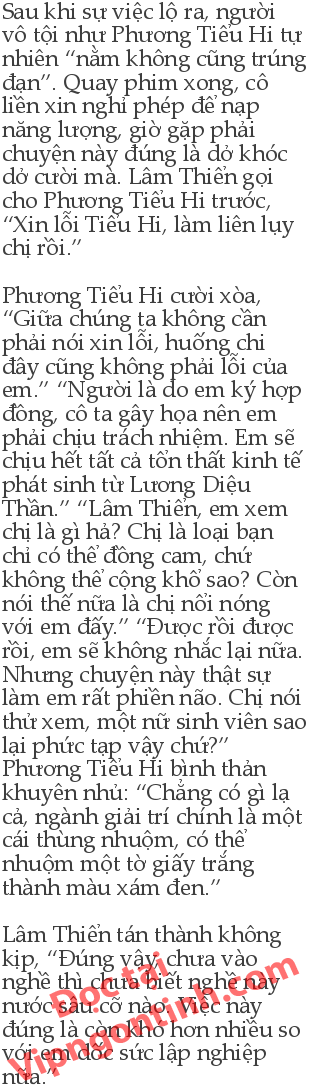 Sau khi sự việc lộ ra, người
vô tội như Phương Tiểu Hi tự
nhiên “nằm không cũng trúng
đạn”. Quay phim xong, cô
liền xin nghỉ phép để nạp
năng lượng, giờ gặp phải
chuyện này đúng là dở khóc
dở cười mà. Lâm Thiển gọi
cho Phương Tiểu Hi trước,
“Xin lỗi Tiểu Hi, làm liên lụy
chị rồi.”

Phương Tiểu Hi cười xòa,
“Giữa chúng ta không cần
phải nói xin lỗi, huống chi
đây cũng không phải lỗi của
em.” “Người là do em ký hợp
đồng, cô ta gây họa nên em
phải chịu trách nhiệm. Em sẽ
chịu hết tất cả tổn thất kinh tế
phát sinh từ Lương Diệu
Thần.” “Lâm Thiển, em xem
chị là gì hả? Chị là loại bạn
chỉ có thể đồng cam, chứ
không thể cộng khổ sao? Còn
nói thế nữa là chị nổi nóng
với em đấy.” “Được rồi được
rồi, em sẽ không nhắc lại nữa.
Nhưng chuyện này thật sự
làm em rất phiền não. Chị nói
thử xem, một nữ sinh viên sao
lại phức tạp vậy chứ?”
Phương Tiểu Hi bình thản
khuyên nhủ: “Chẳng có gì lạ
cả, ngành giải trí chính là một
cái thùng nhuộm, có thể
nhuộm một tờ giấy trắng
thành màu xám đen.”

Lâm Thiển tán thành không
kịp, “Đúng vậy, chưa vào
nghề thì chưa biết nghề này
nước sâu cỡ nào. Việc này
đúng là còn khó hơn nhiều so
với em dốc sức lập nghiệp
nữa.”
Đọc tại
Vipngontinh.com